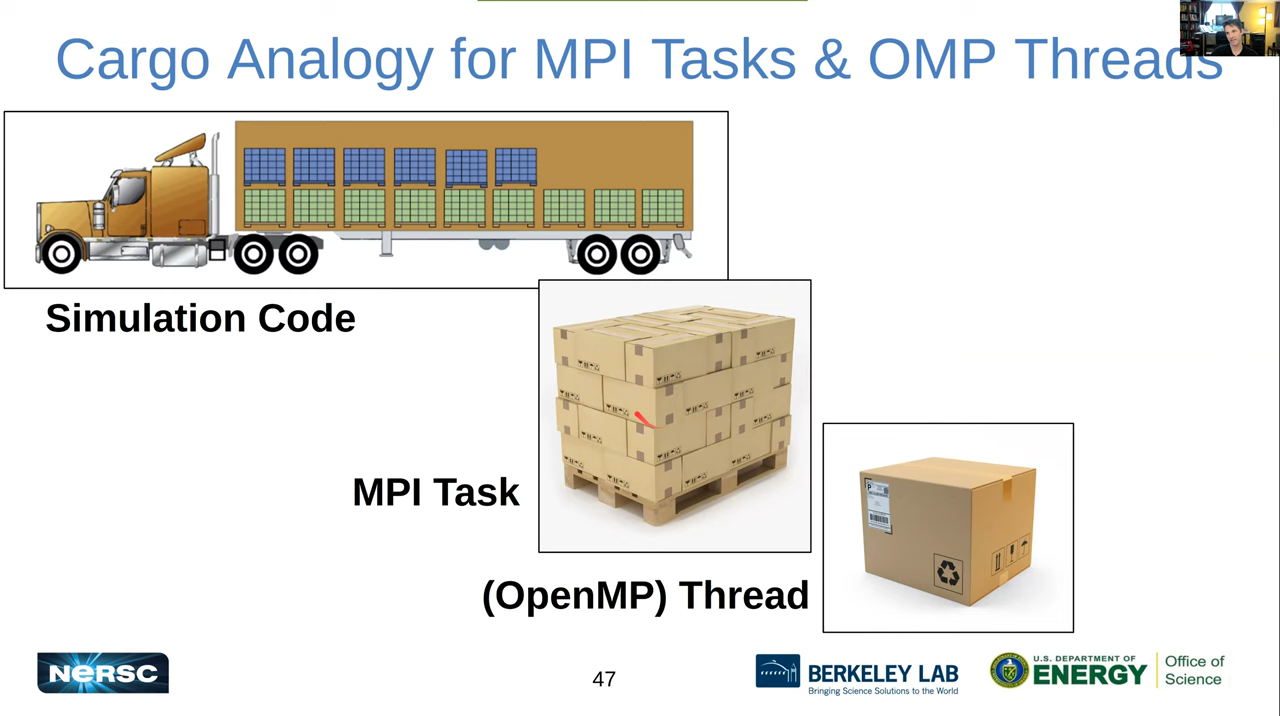 Cargo Analogy for MPI Tasks & OMP Threads
Simulation Code
MPI Task
(OpenMP) Thread
NERSC
47
BERKELEY LAB
Bringing Science Solutions to the World
U.S. DEPARTMENT OF
ENERGY
Office of
Science